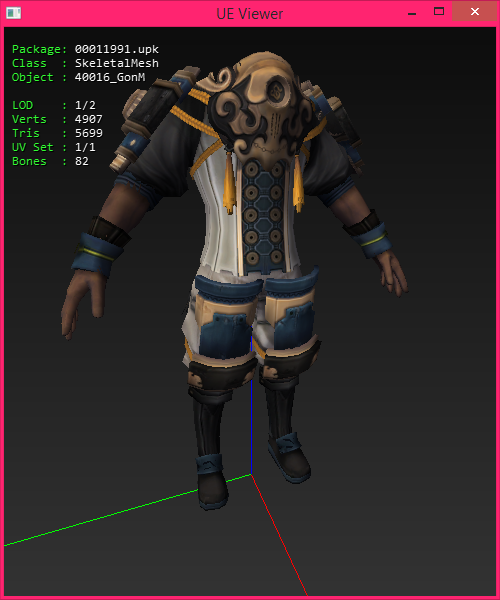 UE Viewer
Package: 00011991.upk
Class  : SkeletalMesh
Object : 40016_GonM
LOD    : 1/2
Verts  : 4907
Tris   : 5699
UV Set : 1/1
Bones  : 82